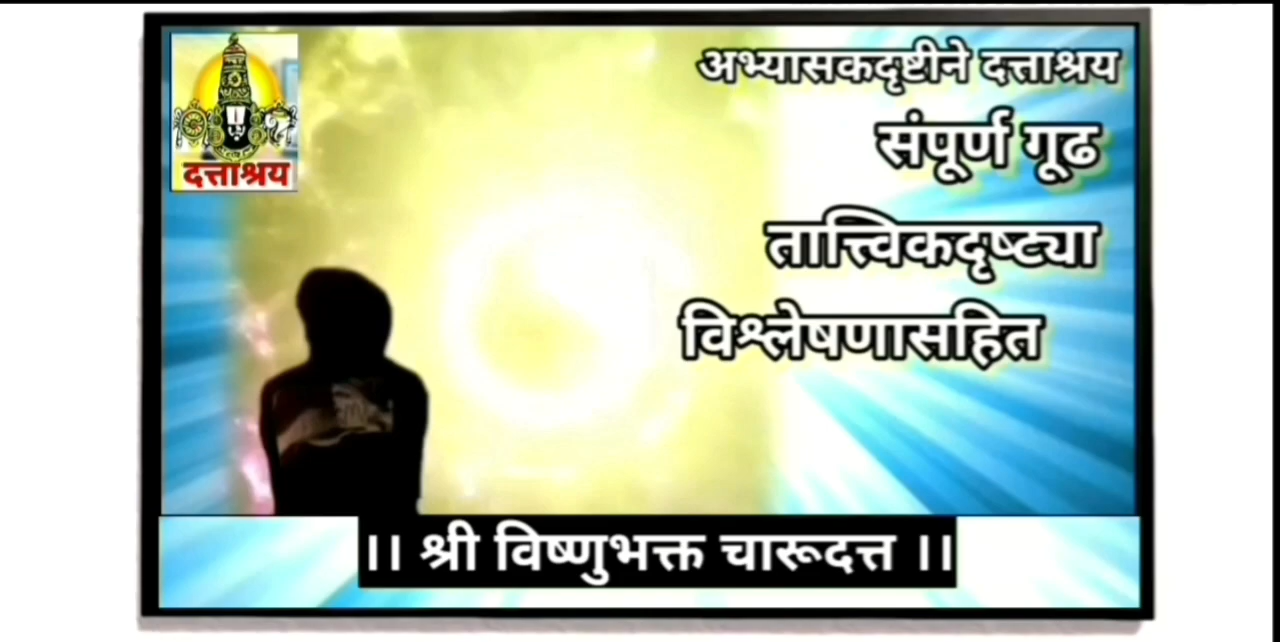 दत्ताश्रय
अभ्यासकदृष्टीने दत्ताश्रय
संपूर्ण गूढ
तात्त्विकदृष्ट्या
विश्लेषणासहित
।। श्री विष्णुभक्त चारूदत्त ।।